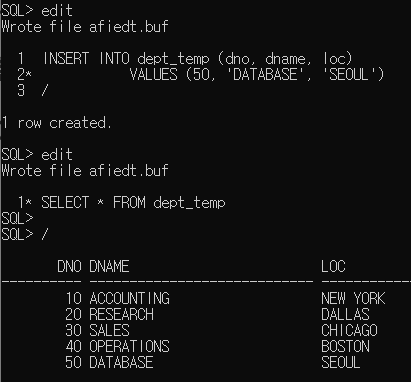 SQL> edit
Wrote file afiedt.buf
1 INSERT INTO dept_temp (dno, dname, loc)
2* VALUES (50, 'DATABASE', 'SEOUL')
3 /
1 row created.
SQL> edit
Wrote file afiedt.buf
1* SELECT * FROM dept_temp
SQL>
SQL> /
DNO DNAME LOC
---------- ---------------------------- --------------------------
10 ACCOUNTING NEW YORK
20 RESEARCH DALLAS
30 SALES CHICAGO
40 OPERATIONS BOSTON
50 DATABASE SEOUL